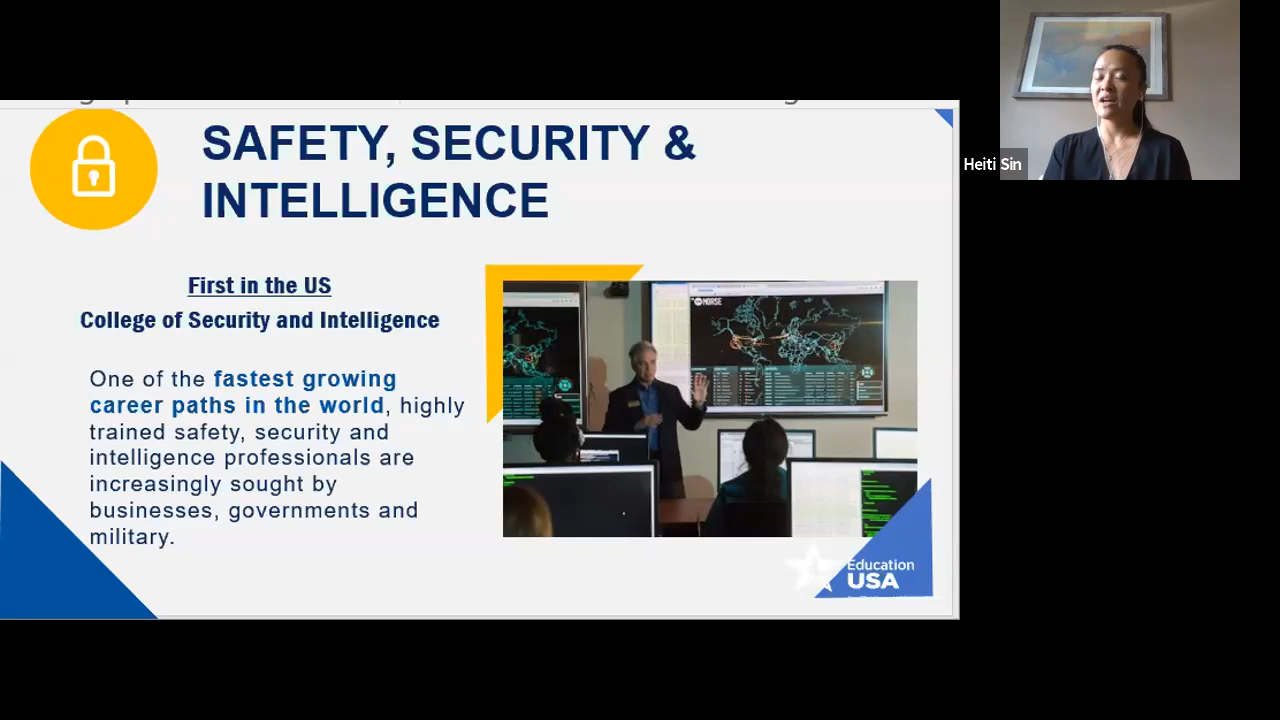 SAFETY, SECURITY &
INTELLIGENCE
First in the US
College of Security and Intelligence
One of the fastest growing
career paths in the world, highly
trained safety, security and
intelligence professionals are
increasingly sought by
businesses, governments and
military.
NORSE
Education
USA
Heiti Sin